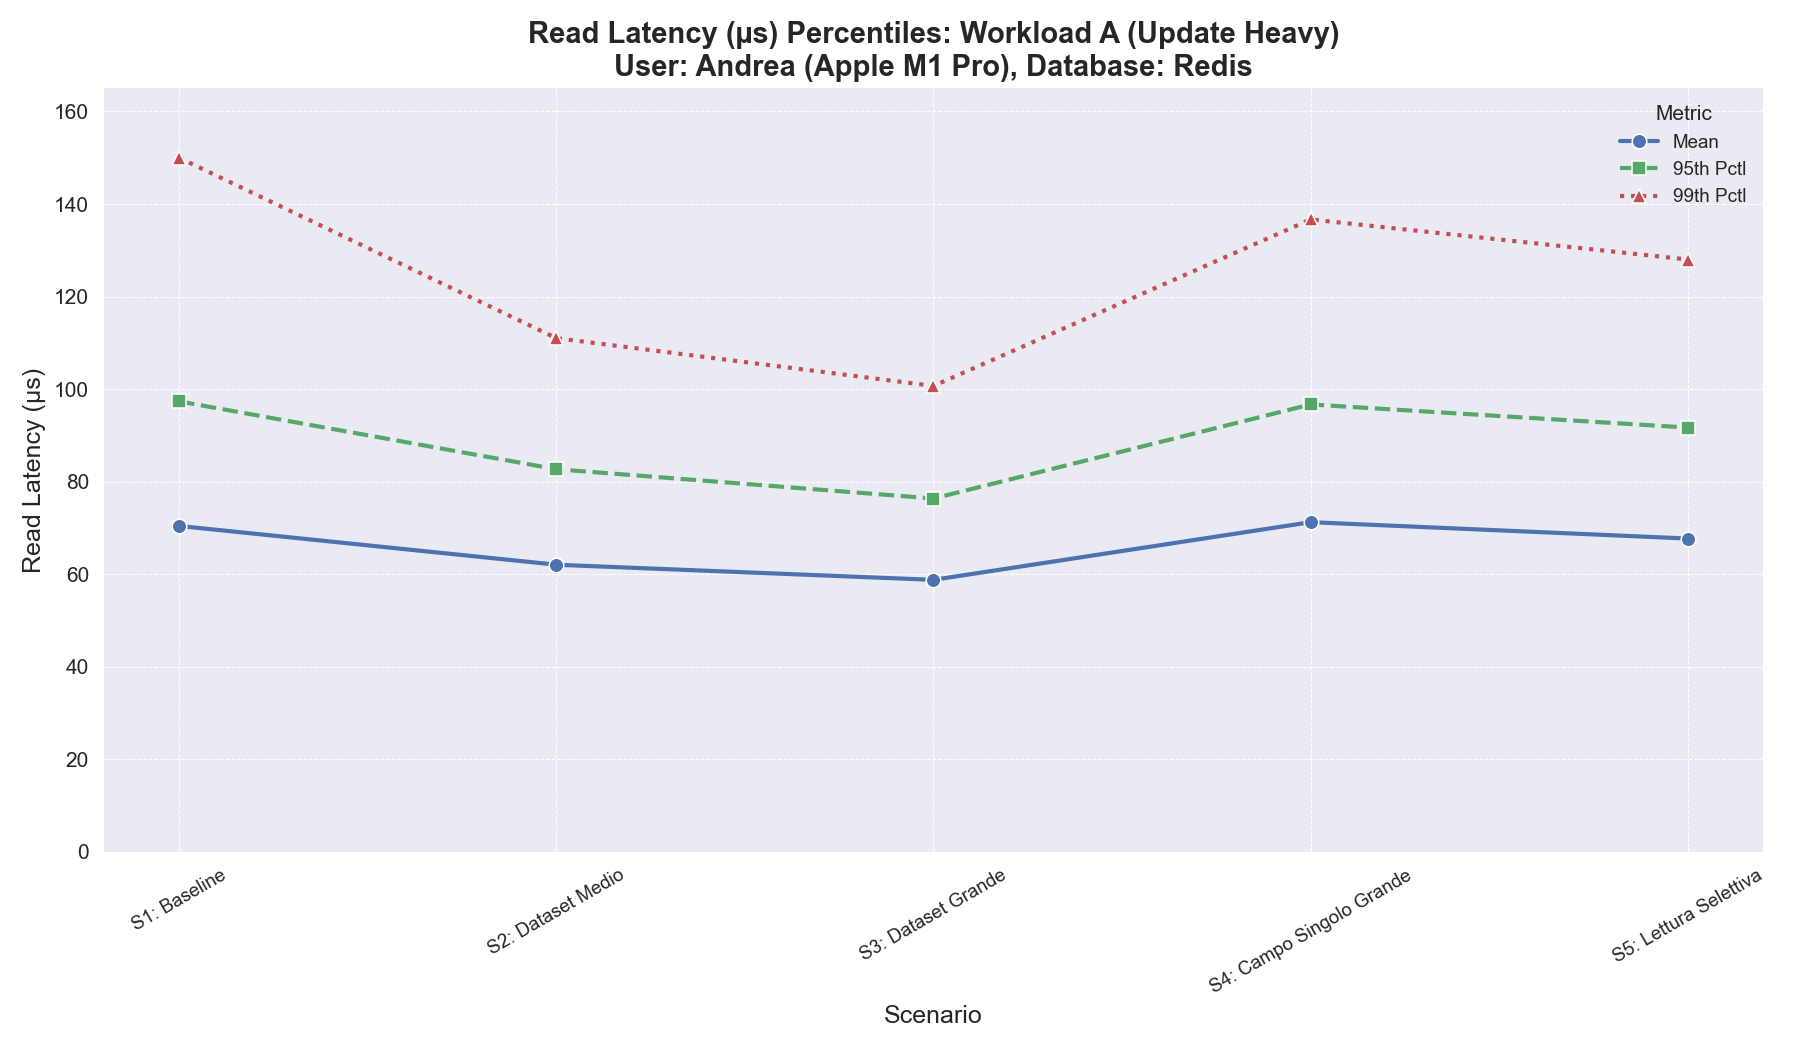 Read Latency (µs) Percentiles: Workload A (Update Heavy)
User: Andrea (Apple M1 Pro), Database: Redis
Metric
Mean
95th Pctl
99th Pctl
Read Latency (µs)
160
140
120
100
80
60
40
20
0
S1: Baseline
S2: Dataset Medio
S3: Dataset Grande
S4: Campo Singolo Grande
S5: Lettura Selettiva
Scenario